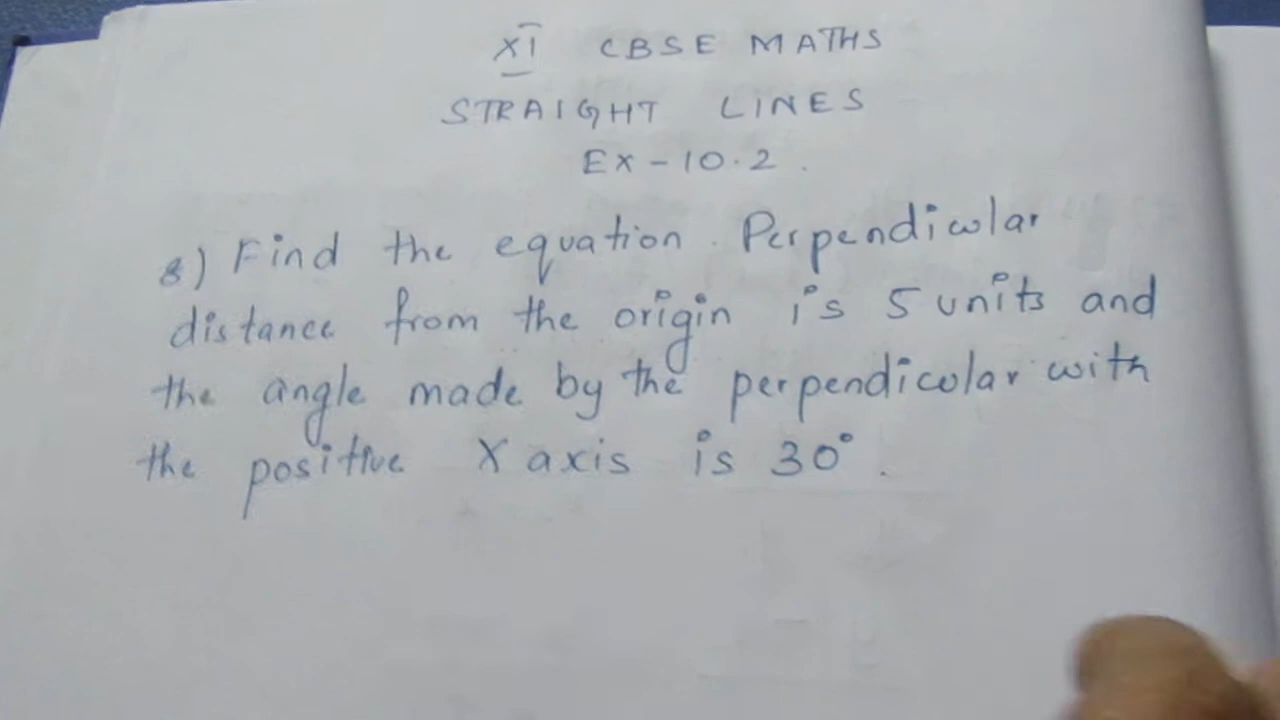 XI CBSE MATHS
STRAIGHT LINES
EX-10.2.
8) Find the equation. Perpendicular
distance from the origin is 5 units and
the angle made by the perpendicular with
the positive X axis is 30°.